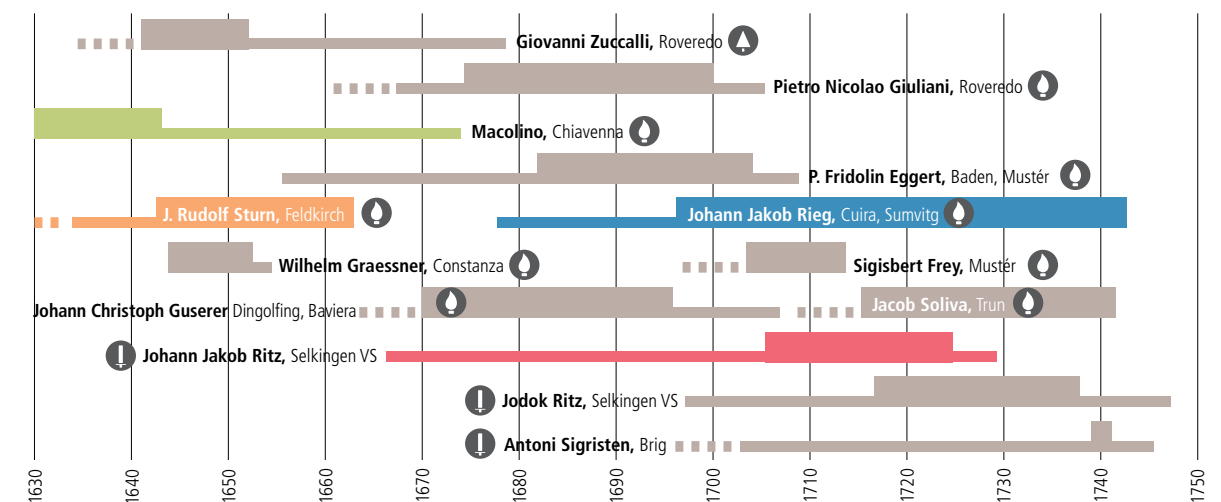 Giovanni Zuccalli, Roveredo
Pietro Nicolao Giuliani, Roveredo
Macolino, Chiavenna
P. Fridolin Eggert, Baden, Mustér
J. Rudolf Sturn, Feldkirch
Johann Jakob Rieg, Cuira, Sumvitg
Wilhelm Graessner, Constanza
Sigisbert Frey, Mustér
Johann Christoph Guserer Dingolfing, Baviera
Jacob Soliva, Trun
Johann Jakob Ritz, Selkingen VS
Jodok Ritz, Selkingen VS
Antoni Sigristen, Brig
1630 1640 1650 1660 1670 1680 1690 1700 1710 1720 1730 1740 1750